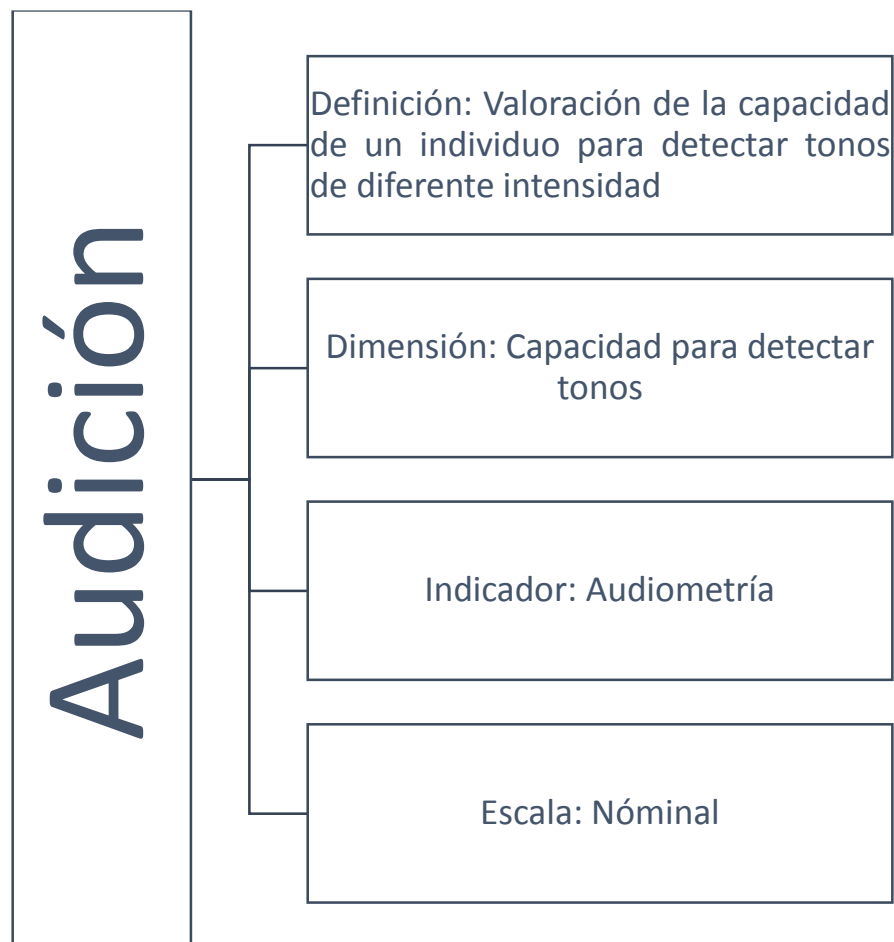 Audición
Definición: Valoración de la capacidad
de un individuo para detectar tonos
de diferente intensidad
Dimensión: Capacidad para detectar
tonos
Indicador: Audiometría
Escala: Nóminal